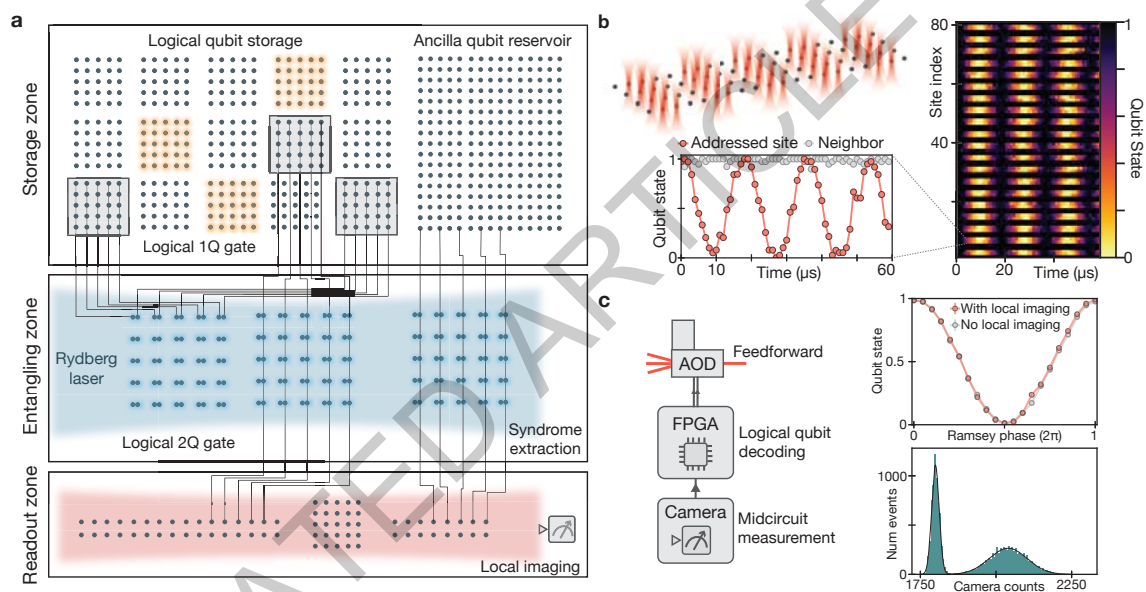 a
Storage zone
Logical qubit storage
Ancilla qubit reservoir
Logical 1Q gate
Entangling zone
Rydberg
laser
Logical 2Q gate
Syndrome
extraction
Readout zone
Local imaging
b
Addressed site
Neighbor
Qubit state
1
0
0
10
60
Time (µs)
Site index
80
40
0
20
Time (µs)
1
0
Qubit State
c
AOD
Feedforward
FPGA
Logical qubit
decoding
Camera
Midcircuit
measurement
With local imaging
No local imaging
Qubit state
1
0.5
0
0
Ramsey phase (2π)
1
Num events
1000
0
1750
Camera counts
2250
ATED ARTICLE